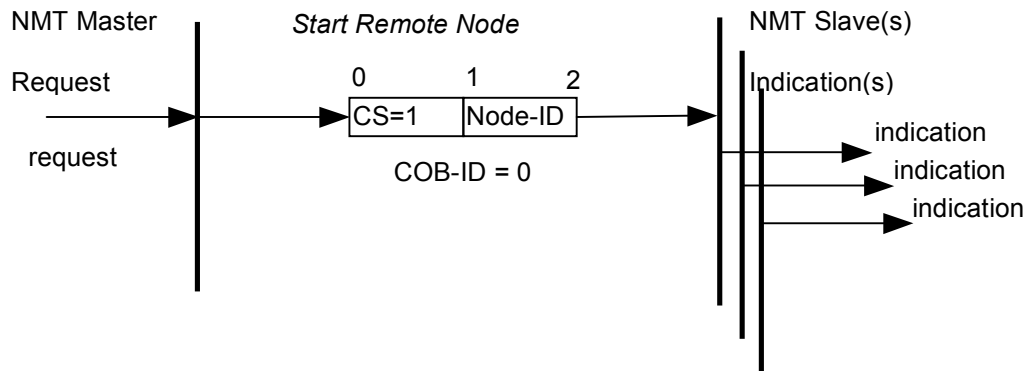 NMT Master
Start Remote Node
NMT Slave(s)
Request
0 1 2
Indication(s)
CS=1 Node-ID
request
COB-ID = 0
indication
indication
indication